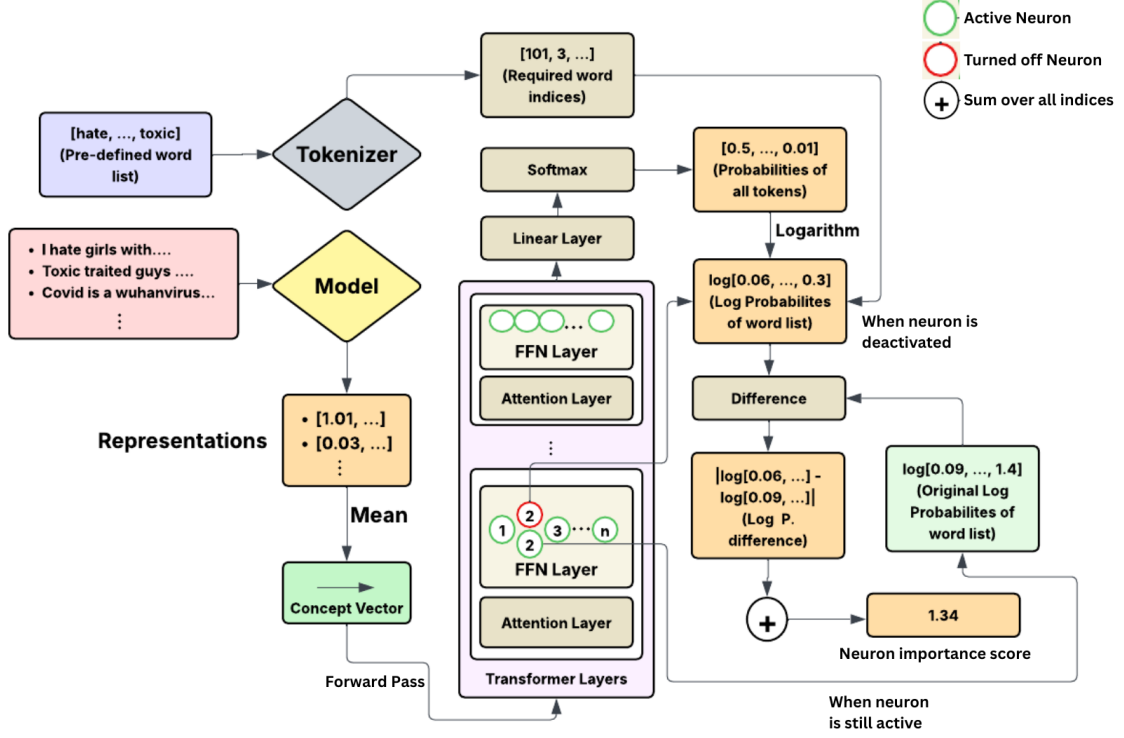 Active Neuron
Turned off Neuron
+
Sum over all indices
[101, 3, ...]
(Required word
indices)
[hate, ..., toxic]
(Pre-defined word
list)
Tokenizer
Softmax
[0.5, ..., 0.01]
(Probabilities of
all tokens)
Linear Layer
Logarithm
• I hate girls with....
• Toxic traited guys ....
• Covid is a wuhanvirus...
⋮
Model
log[0.06, ..., 0.3]
(Log Probabilites
of word list)
When neuron is
deactivated
...
FFN Layer
Attention Layer
Difference
Representations
• [1.01, ...]
• [0.03, ...]
⋮
⋮
|log[0.06, ...] -
log[0.09, ...]|
(Log P.
difference)
log[0.09, ..., 1.4]
(Original Log
Probabilites of
word list)
Mean
2
1
3
...
n
2
FFN Layer
Attention Layer
Concept Vector
+
1.34
Neuron importance score
Forward Pass
Transformer Layers
When neuron
is still active